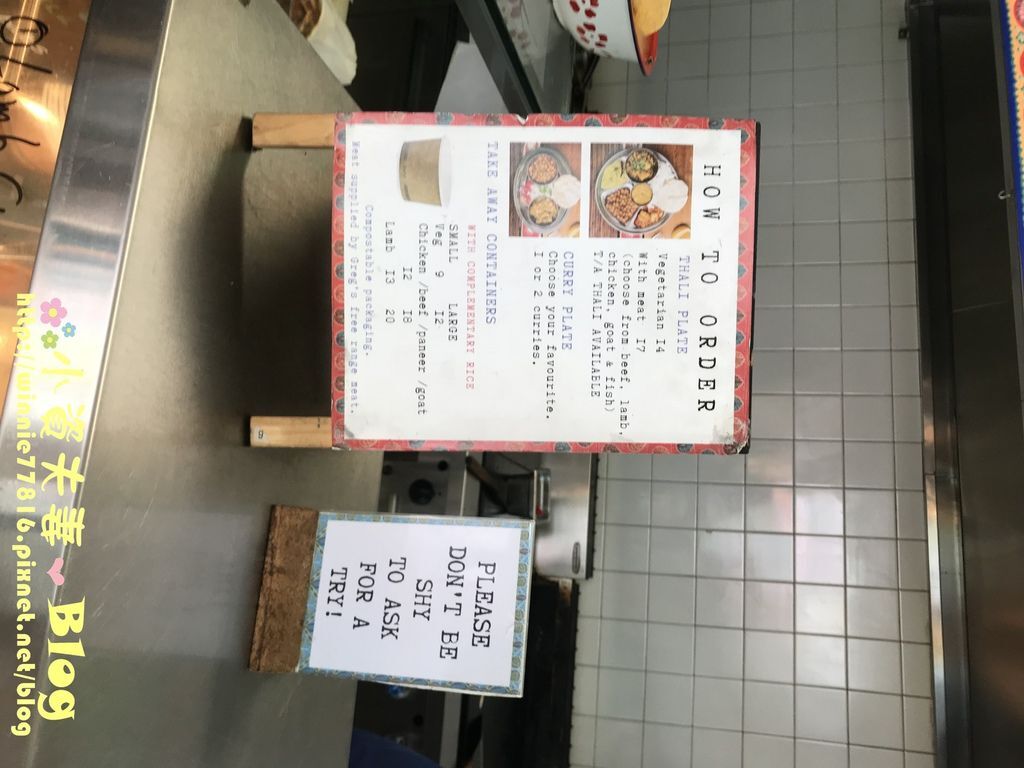 HOW TO ORDER
THALI PLATE
Vegetarian 14
With meat 17
(choose from beef, lamb,
chicken, goat & fish)
T/A THALI AVAILABLE
CURRY PLATE
Choose your favourite.
1 or 2 curries.
TAKE AWAY CONTAINERS
WITH COMPLEMENTARY RICE
SMALL LARGE
Veg 9 12
Chicken /beef /paneer /goat
12 18
Lamb 13 20
Compostable packaging.
Meat supplied by Greg's free range meat.
PLEASE
DON'T BE
SHY
TO ASK
FOR A
TRY!
9
小資夫妻 Blog
http://winnie77816.pixnet.net/blog